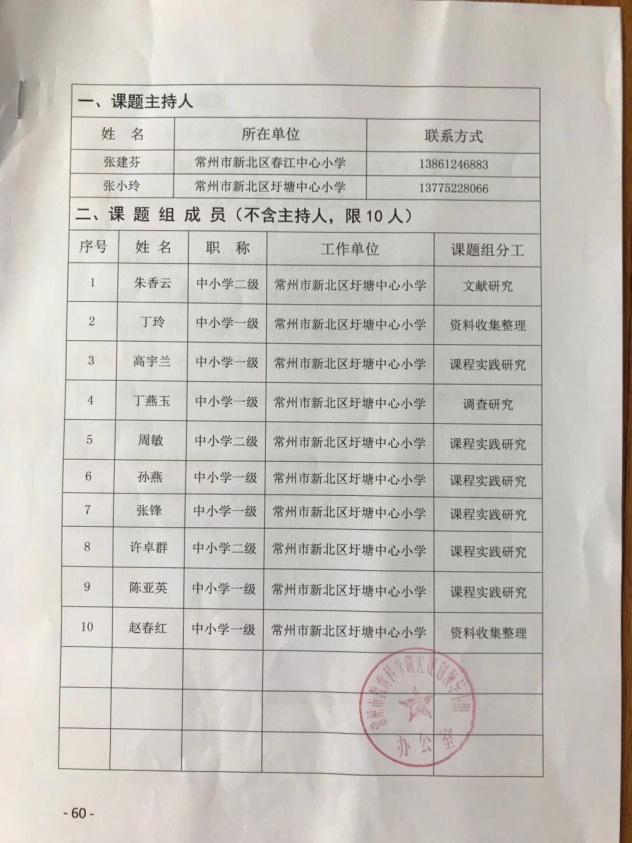 一、课题主持人
姓 名 所在单位 联系方式
张建芬 常州市新北区春江中心小学 13861246883
张小玲 常州市新北区圩塘中心小学 13775228066
二、课 题 组 成 员（不含主持人，限10人）
序号 姓 名 职 称 工作单位 课题组分工
1 朱香云 中小学二级 常州市新北区圩塘中心小学 文献研究
2 丁玲 中小学一级 常州市新北区圩塘中心小学 资料收集整理
3 高宇兰 中小学一级 常州市新北区圩塘中心小学 课程实践研究
4 丁燕玉 中小学一级 常州市新北区圩塘中心小学 调查研究
5 周敏 中小学二级 常州市新北区圩塘中心小学 课程实践研究
6 孙燕 中小学一级 常州市新北区圩塘中心小学 课程实践研究
7 张锋 中小学一级 常州市新北区圩塘中心小学 课程实践研究
8 许卓群 中小学二级 常州市新北区圩塘中心小学 课程实践研究
9 陈亚英 中小学一级 常州市新北区圩塘中心小学 课程实践研究
10 赵春红 中小学一级 常州市新北区圩塘中心小学 资料收集整理
办公室
- 60 -